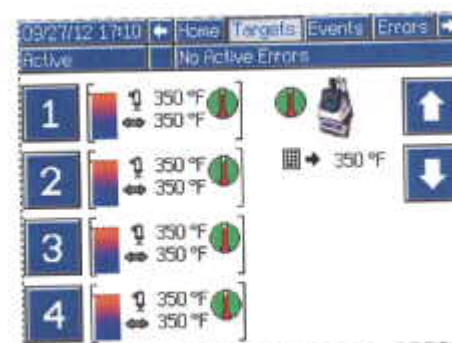 09/27/12 17:10 Home Targets Events Errors
Active No Active Errors
1 350 °F
350 °F
2 350 °F
350 °F
3 350 °F
350 °F
4 350 °F
350 °F
350 °F